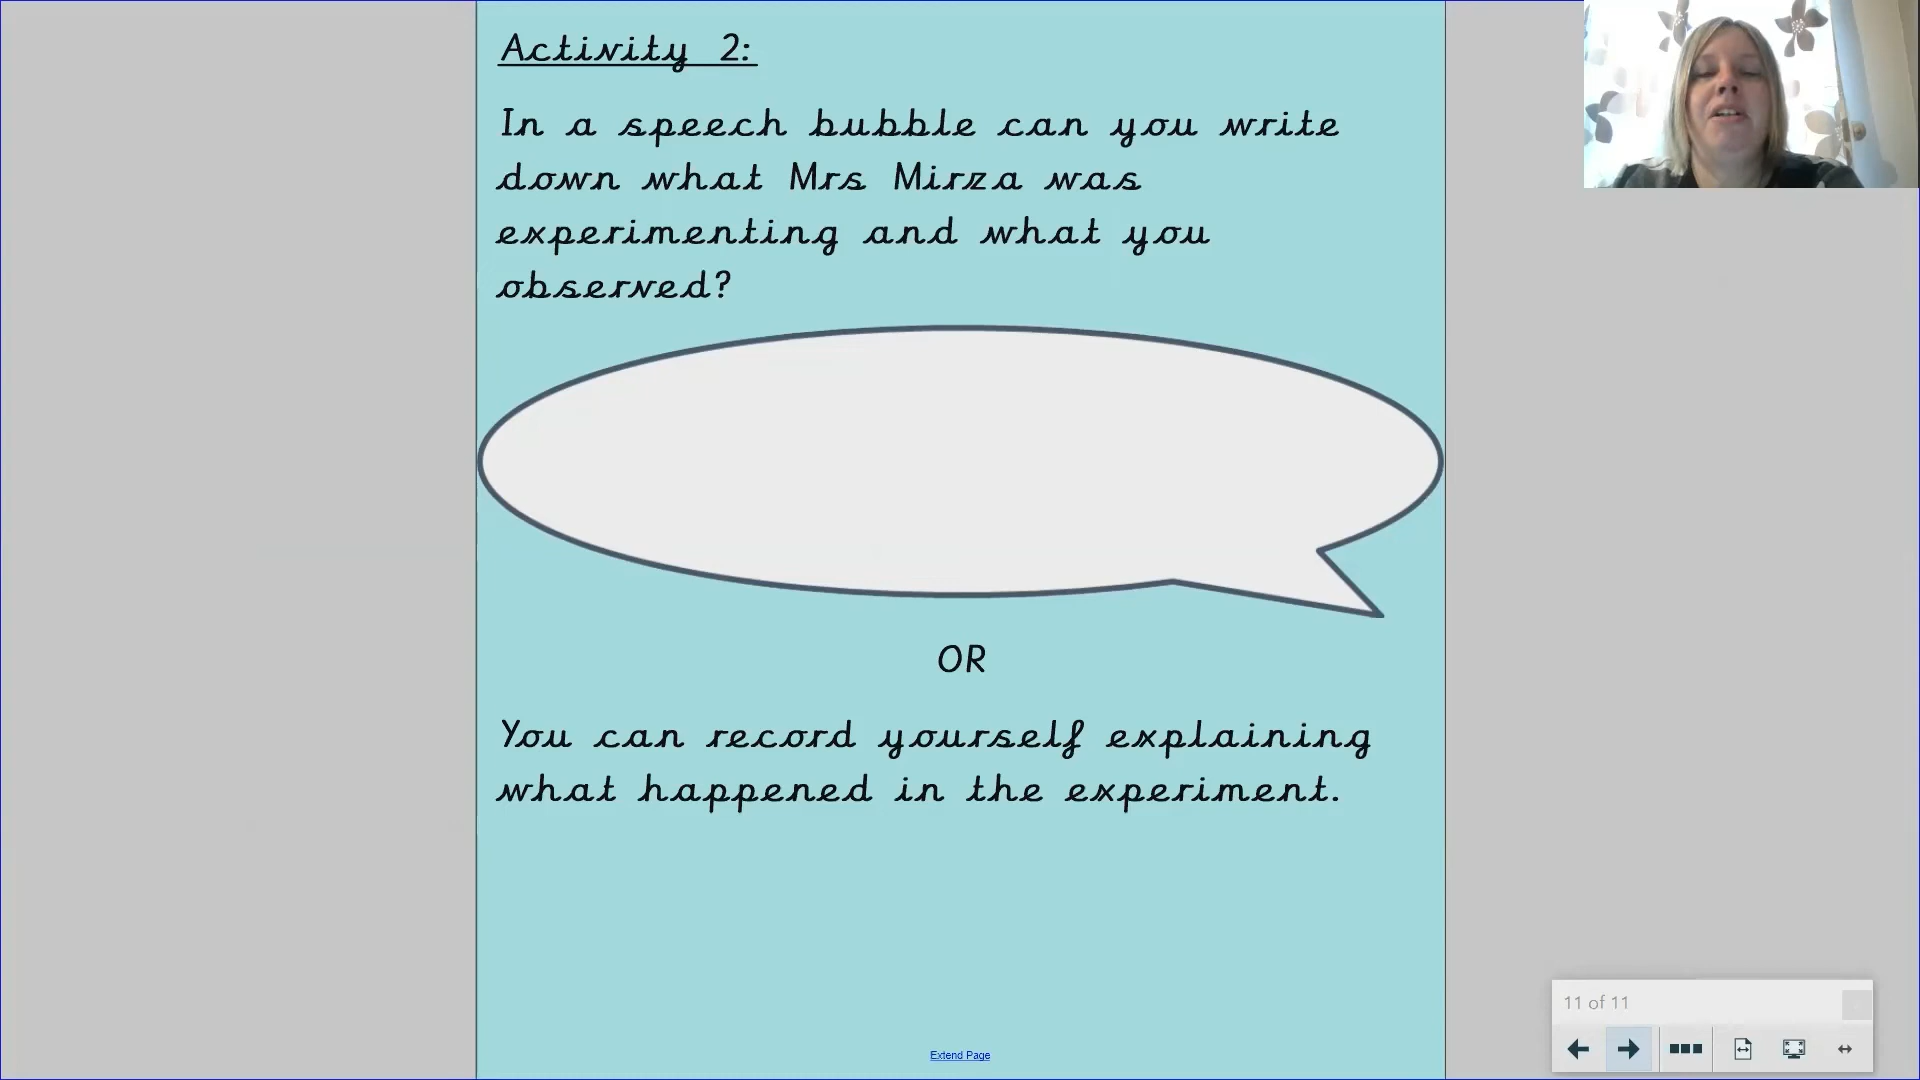 Activity 2:
In a speech bubble can you write
down what Mrs Mirza was
experimenting and what you
observed?
OR
You can record yourself explaining
what happened in the experiment.
Extend Page
11 of 11